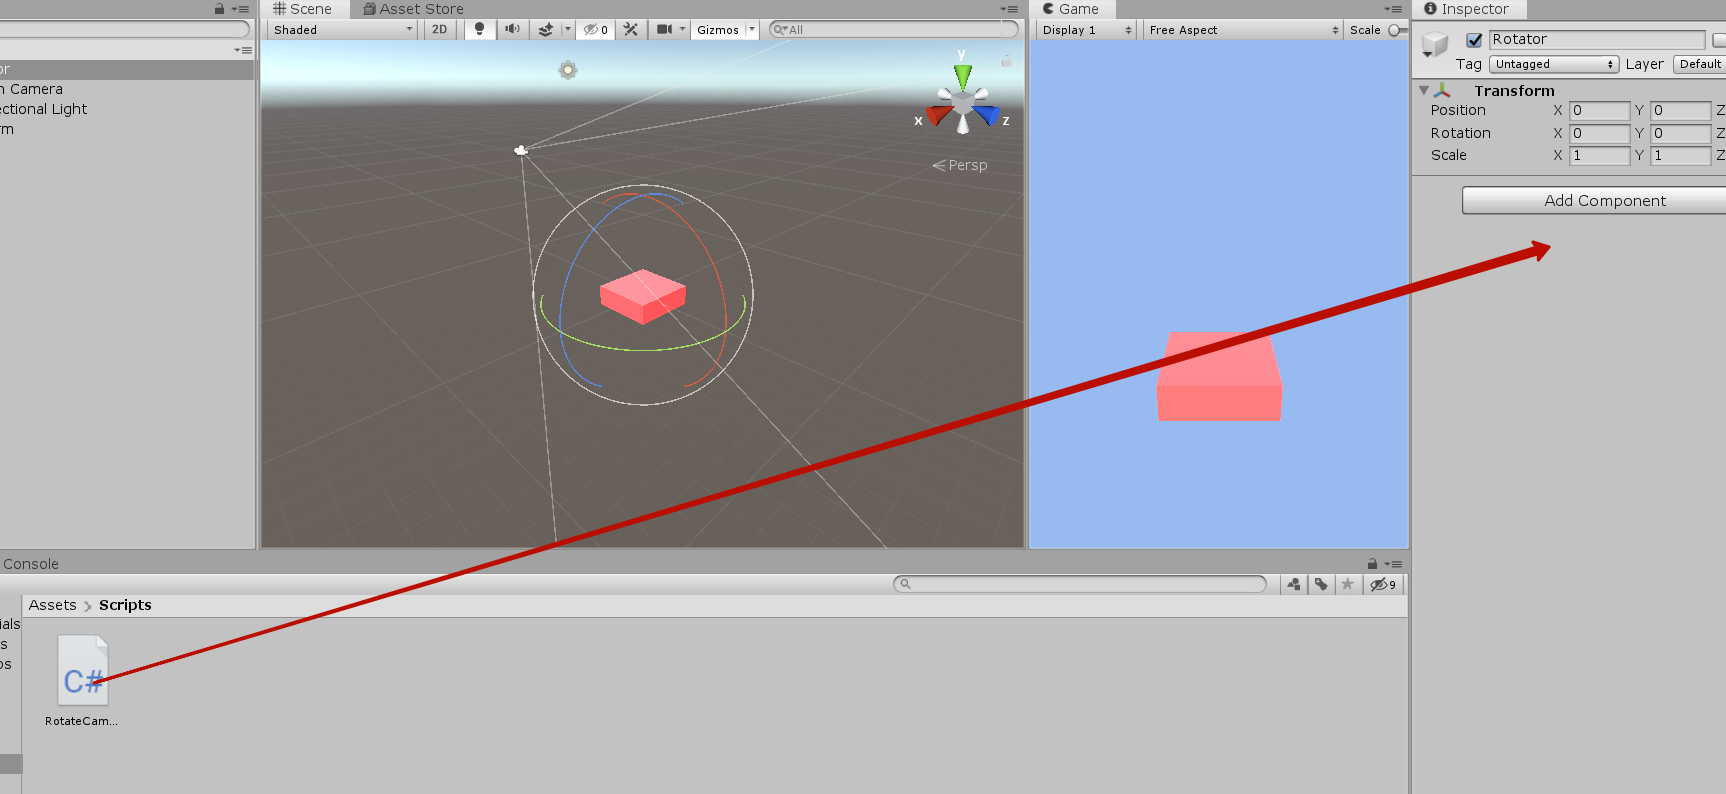 Scene
Asset Store
Game
Inspector
Shaded
2D
0
Gizmos
All
Display 1
Free Aspect
Scale
Rotator
Tag
Untagged
Layer
Default
or
n Camera
ectional Light
rm
y
x
z
Persp
Transform
Position X 0 Y 0 Z
Rotation X 0 Y 0 Z
Scale X 1 Y 1 Z
Add Component
Console
9
Assets
Scripts
ials
s
os
C#
RotateCam...